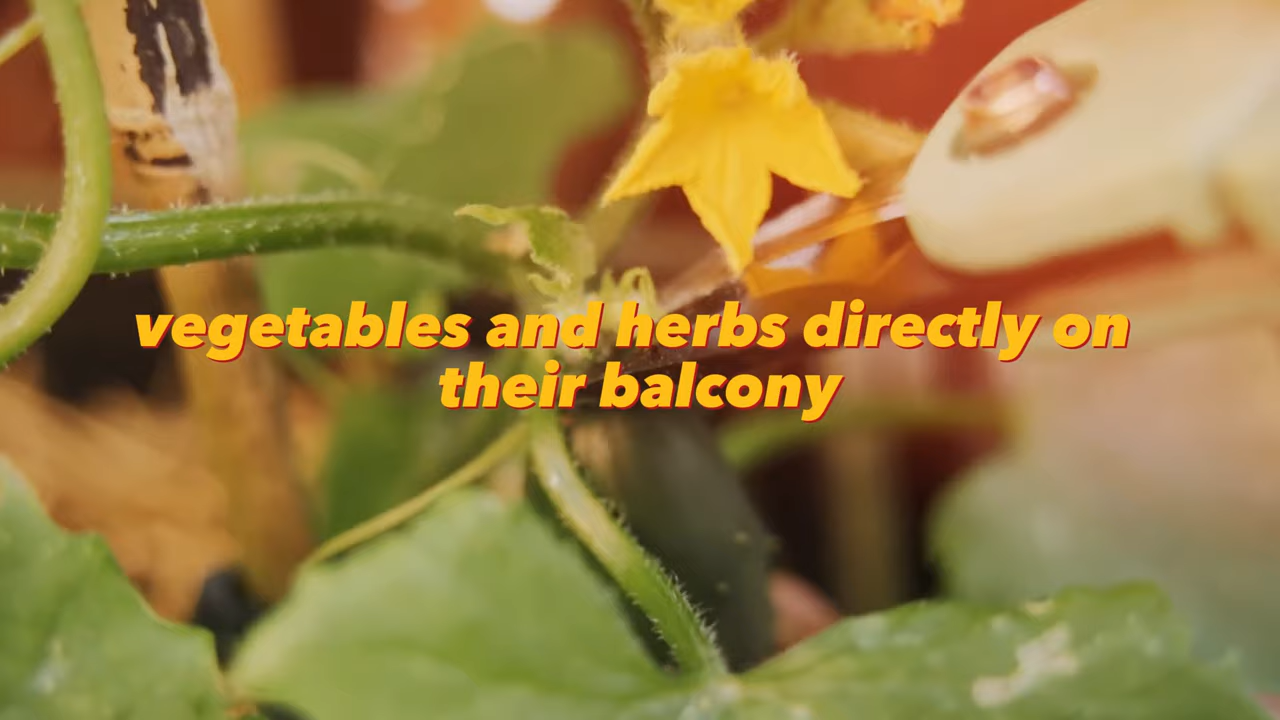 vegetables and herbs directly on
their balcony